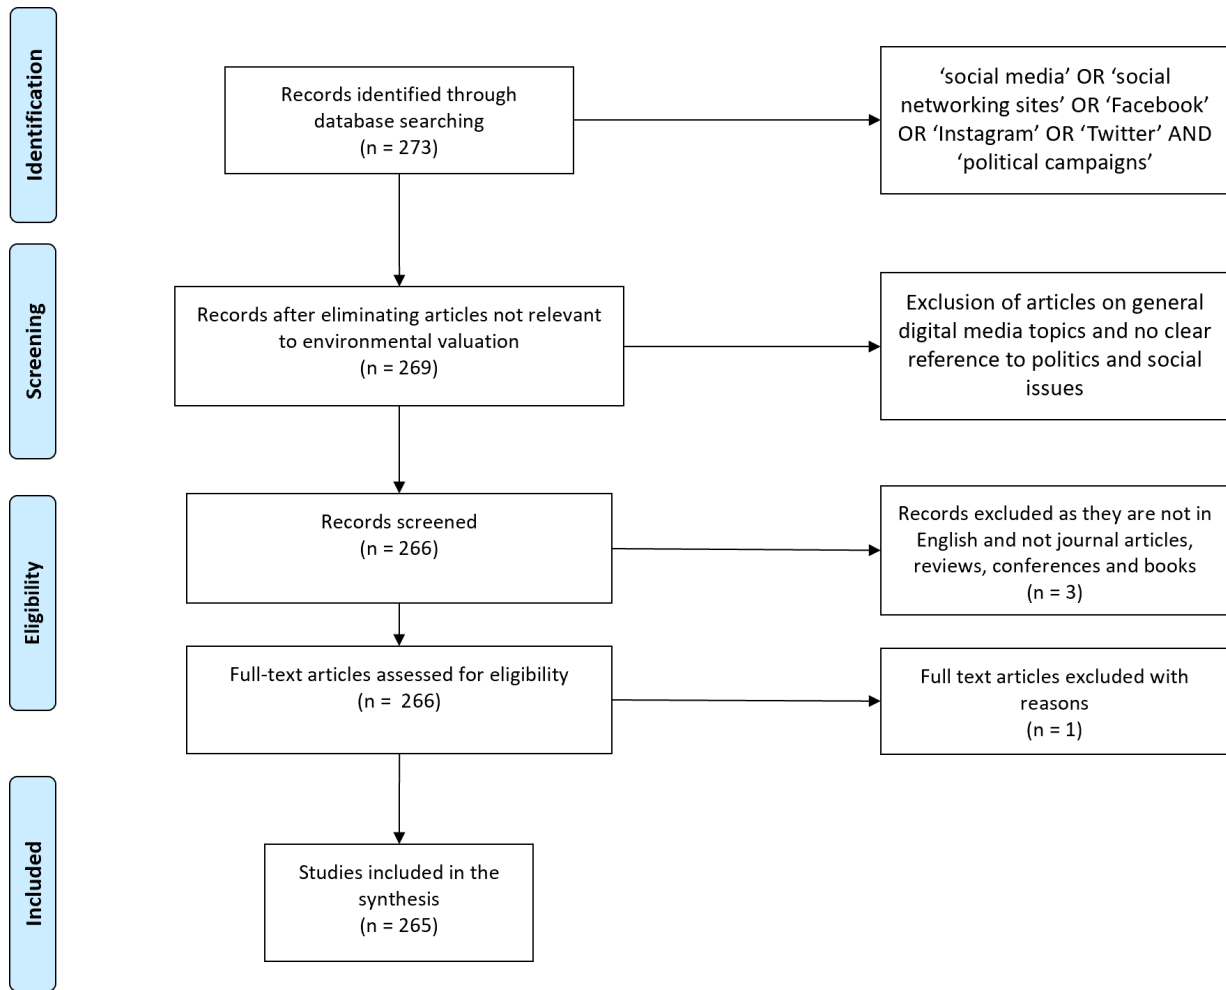 Identification
Records identified through
database searching
(n = 273)
‘social media’ OR ‘social
networking sites’ OR ‘Facebook’
OR ‘Instagram’ OR ‘Twitter’ AND
‘political campaigns’
Screening
Records after eliminating articles not relevant
to environmental valuation
(n = 269)
Exclusion of articles on general
digital media topics and no clear
reference to politics and social
issues
Eligibility
Records screened
(n = 266)
Records excluded as they are not in
English and not journal articles,
reviews, conferences and books
(n = 3)
Full-text articles assessed for eligibility
(n = 266)
Full text articles excluded with
reasons
(n = 1)
Included
Studies included in the
synthesis
(n = 265)